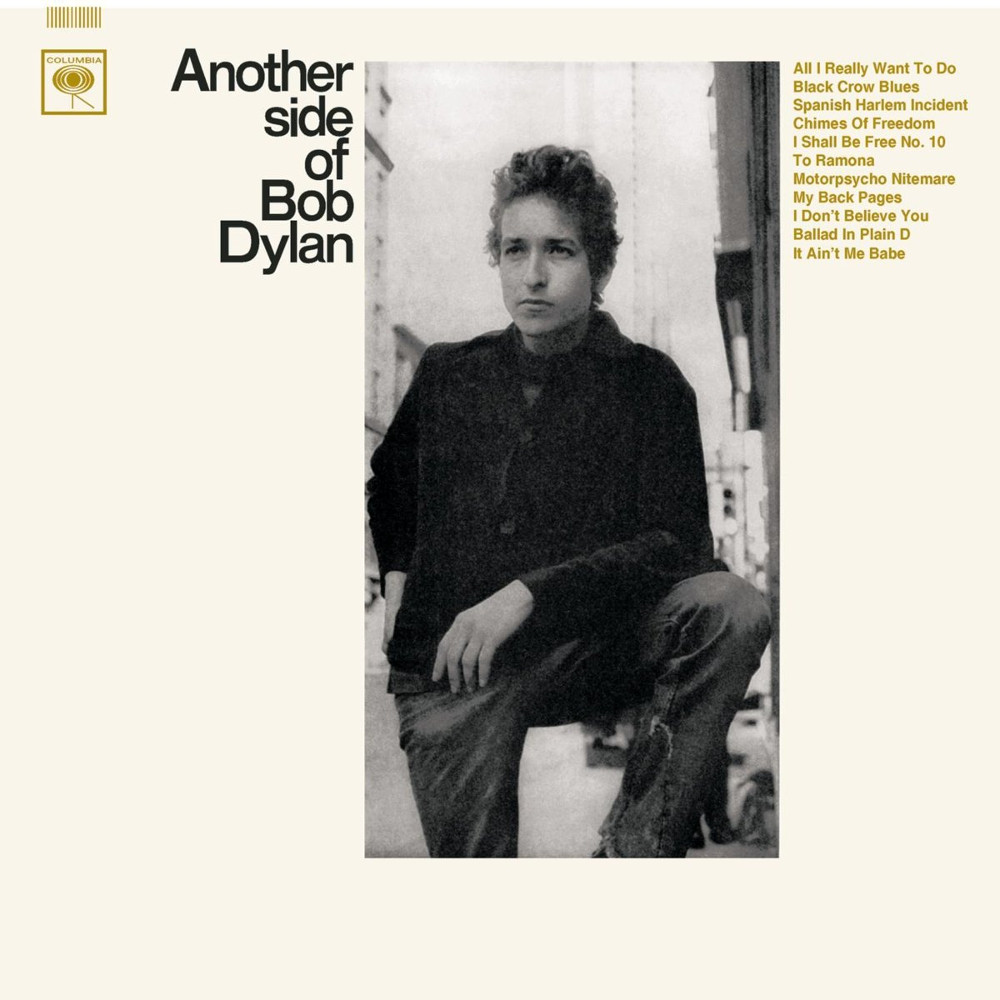 COLUMBIA
Another
side
of
Bob
Dylan
All I Really Want To Do
Black Crow Blues
Spanish Harlem Incident
Chimes Of Freedom
I Shall Be Free No. 10
To Ramona
Motorpsycho Nitemare
My Back Pages
I Don't Believe You
Ballad In Plain D
It Ain't Me Babe